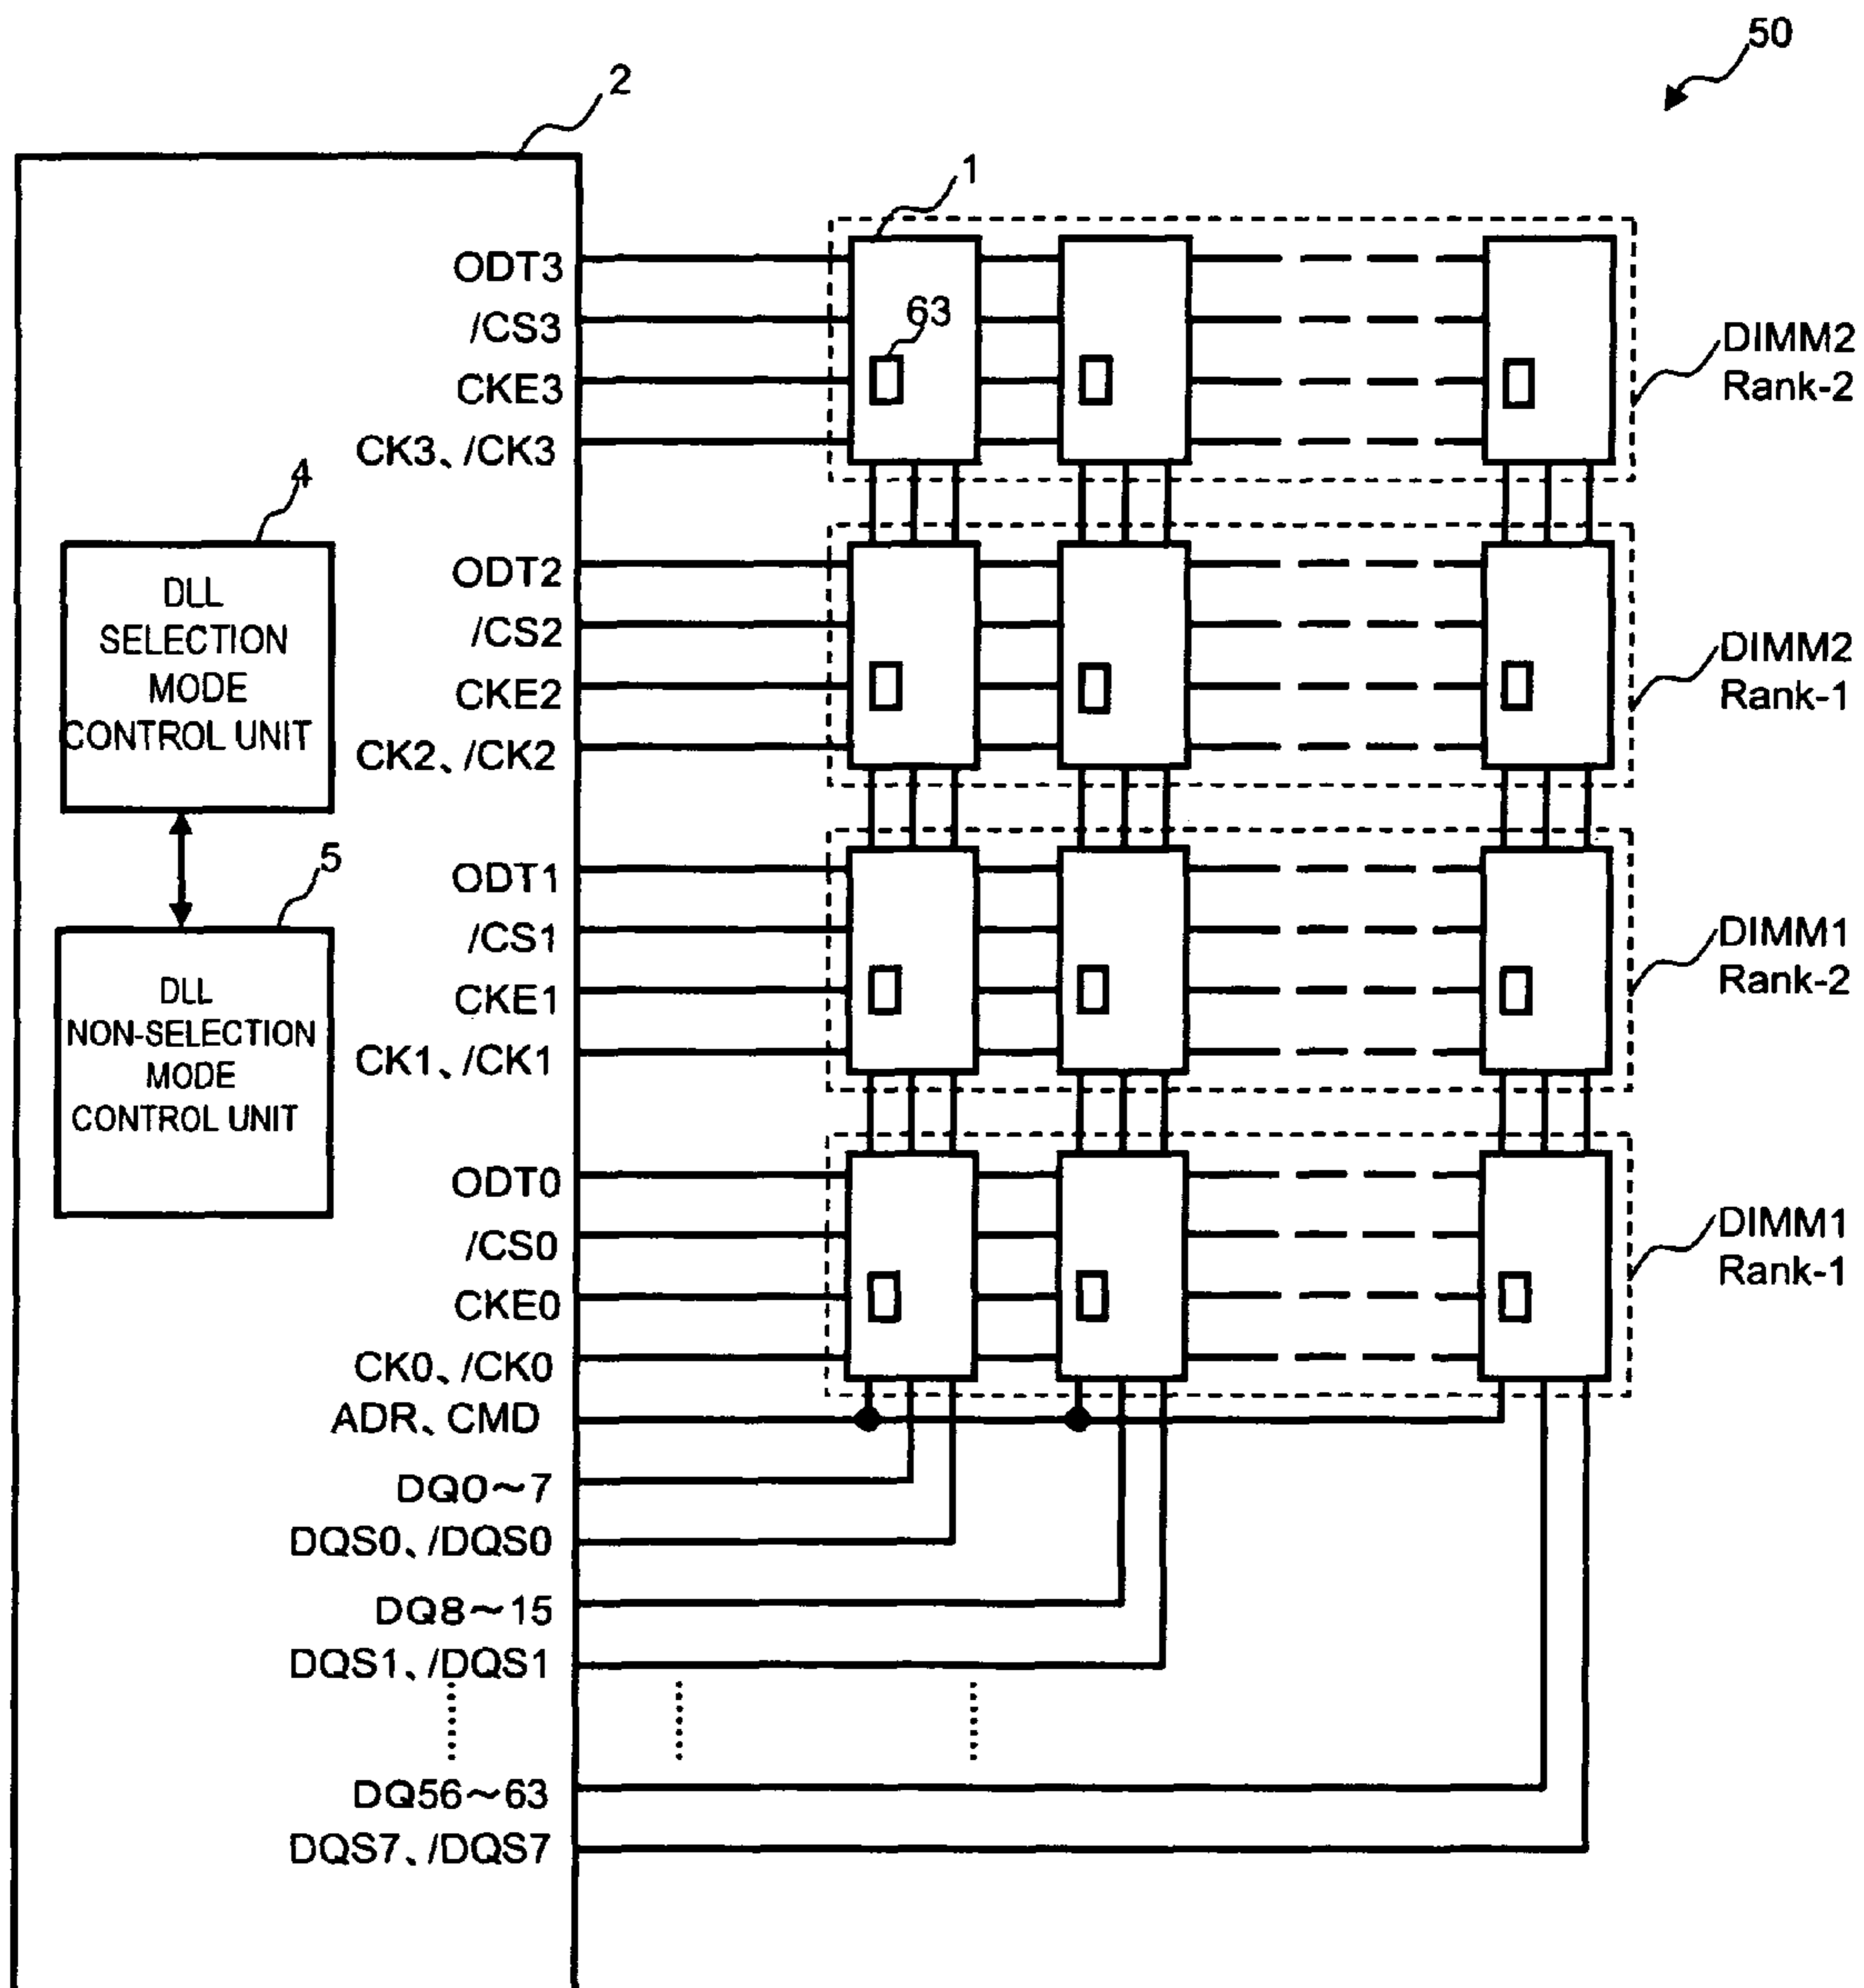 50
2
1
ODT3
/CS3
63
CKE3
CK3、/CK3
DIMM2
Rank-2
4
DLL
SELECTION
MODE
CONTROL UNIT
ODT2
/CS2
CKE2
CK2、/CK2
DIMM2
Rank-1
5
DLL
NON-SELECTION
MODE
CONTROL UNIT
ODT1
/CS1
CKE1
CK1、/CK1
DIMM1
Rank-2
ODT0
/CS0
CKE0
CK0、/CK0
DIMM1
Rank-1
ADR、CMD
DQ0～7
DQS0、/DQS0
DQ8～15
DQS1、/DQS1
DQ56～63
DQS7、/DQS7